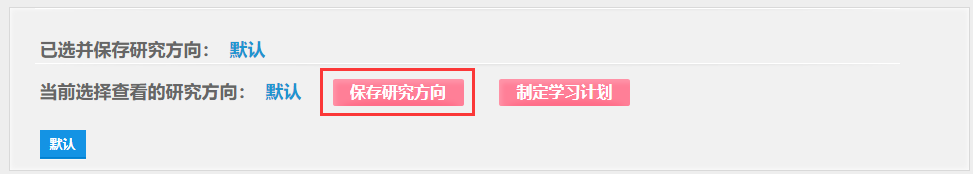 已选并保存研究方向： 默认
当前选择查看的研究方向： 默认 保存研究方向 制定学习计划
默认